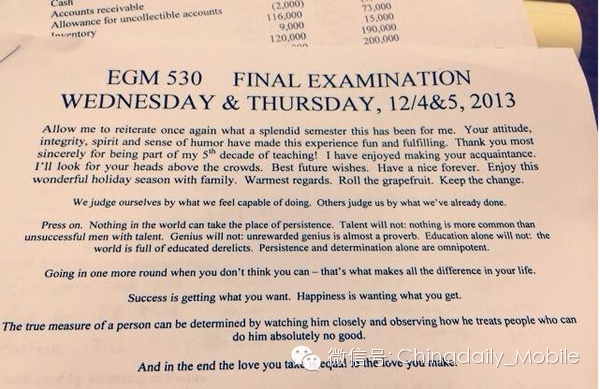 Cash
Accounts receivable (2,000) 73,000
Allowance for uncollectible accounts 116,000 15,000
Inventory 9,000 190,000
120,000 200,000
EGM 530 FINAL EXAMINATION
WEDNESDAY & THURSDAY, 12/4&5, 2013
Allow me to reiterate once again what a splendid semester this has been for me. Your attitude,
integrity, spirit and sense of humor have made this experience fun and fulfilling. Thank you most
sincerely for being part of my 5th decade of teaching! I have enjoyed making your acquaintance.
I'll look for your heads above the crowds. Best future wishes. Have a nice forever. Enjoy this
wonderful holiday season with family. Warmest regards. Roll the grapefruit. Keep the change.
We judge ourselves by what we feel capable of doing. Others judge us by what we've already done.
Press on. Nothing in the world can take the place of persistence. Talent will not: nothing is more common than
unsuccessful men with talent. Genius will not: unrewarded genius is almost a proverb. Education alone will not: the
world is full of educated derelicts. Persistence and determination alone are omnipotent.
Going in one more round when you don't think you can – that's what makes all the difference in your life.
Success is getting what you want. Happiness is wanting what you get.
The true measure of a person can be determined by watching him closely and observing how he treats people who can
do him absolutely no good.
And in the end the love you take equal to the love you make.
微信号: Chinadaily_Mobile